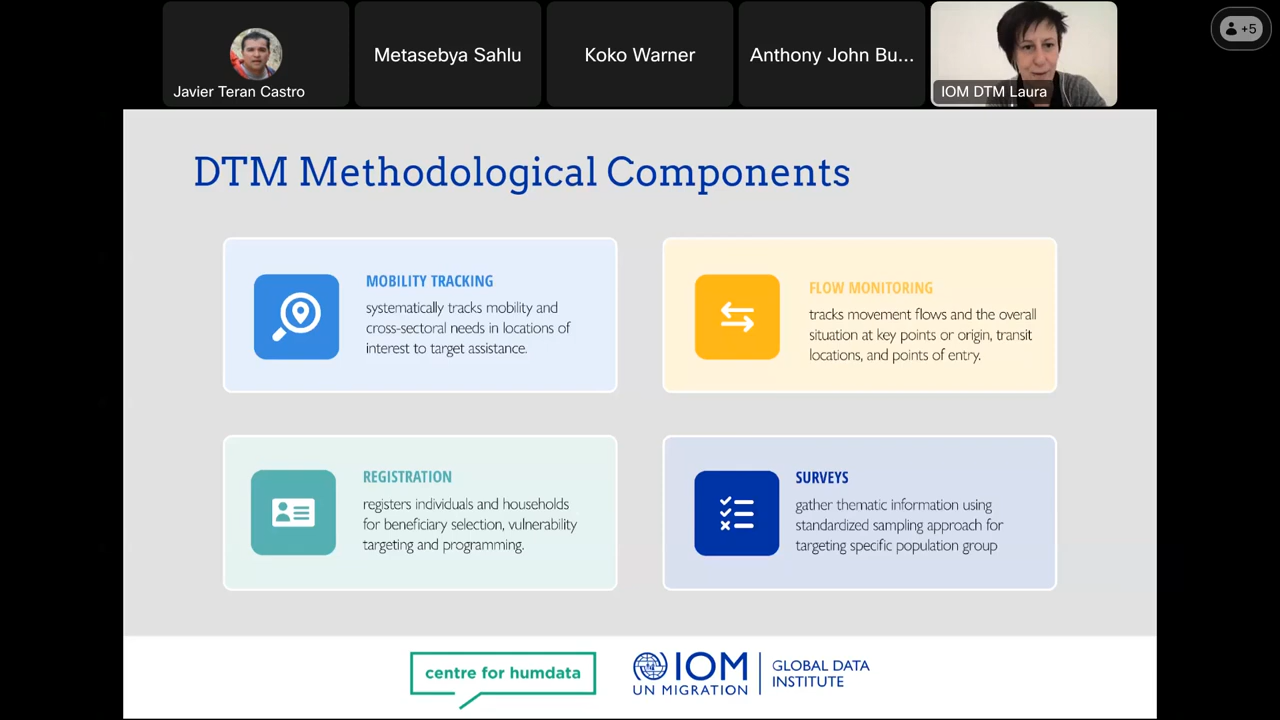 Javier Teran Castro
Metasebya Sahlu
Koko Warner
Anthony John Bu...
IOM DTM Laura
+5
DTM Methodological Components
MOBILITY TRACKING
systematically tracks mobility and
cross-sectoral needs in locations of
interest to target assistance.
FLOW MONITORING
tracks movement flows and the overall
situation at key points or origin, transit
locations, and points of entry.
REGISTRATION
registers individuals and households
for beneficiary selection, vulnerability
targeting and programming.
SURVEYS
gather thematic information using
standardized sampling approach for
targeting specific population group
centre for humdata
IOM
UN MIGRATION
GLOBAL DATA
INSTITUTE